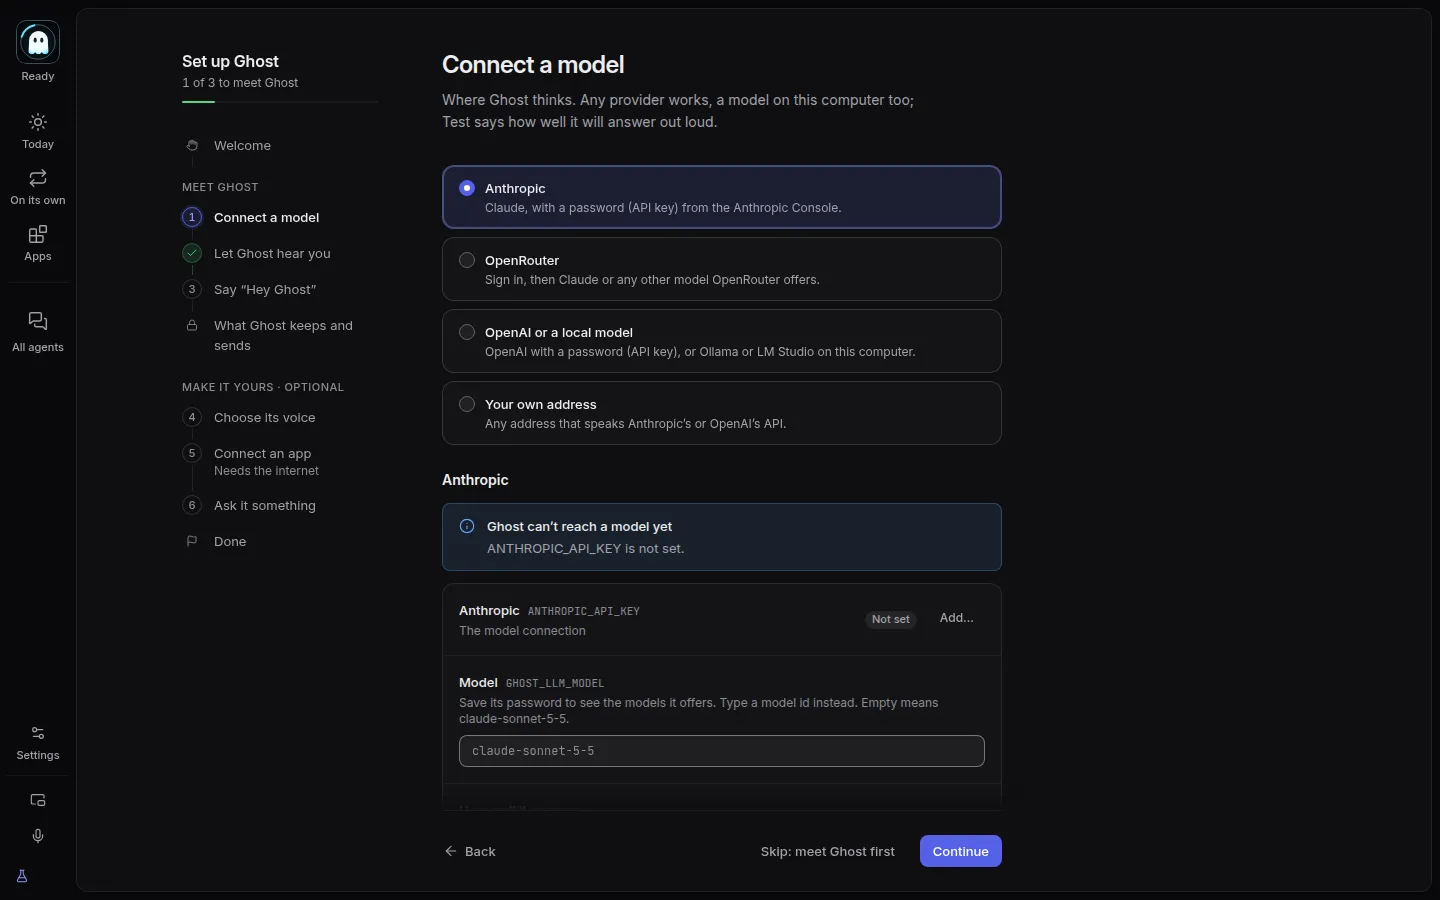 Ready
Today
On its own
Apps
All agents
Settings
Set up Ghost
1 of 3 to meet Ghost
Welcome
MEET GHOST
1 Connect a model
Let Ghost hear you
3 Say “Hey Ghost”
What Ghost keeps and
sends
MAKE IT YOURS · OPTIONAL
4 Choose its voice
5 Connect an app
Needs the internet
6 Ask it something
Done
Connect a model
Where Ghost thinks. Any provider works, a model on this computer too;
Test says how well it will answer out loud.
Anthropic
Claude, with a password (API key) from the Anthropic Console.
OpenRouter
Sign in, then Claude or any other model OpenRouter offers.
OpenAI or a local model
OpenAI with a password (API key), or Ollama or LM Studio on this computer.
Your own address
Any address that speaks Anthropic’s or OpenAI’s API.
Anthropic
Ghost can’t reach a model yet
ANTHROPIC_API_KEY is not set.
Anthropic ANTHROPIC_API_KEY
The model connection
Not set
Add…
Model GHOST_LLM_MODEL
Save its password to see the models it offers. Type a model id instead. Empty means
claude-sonnet-5-5.
claude-sonnet-5-5
Back
Skip: meet Ghost first
Continue